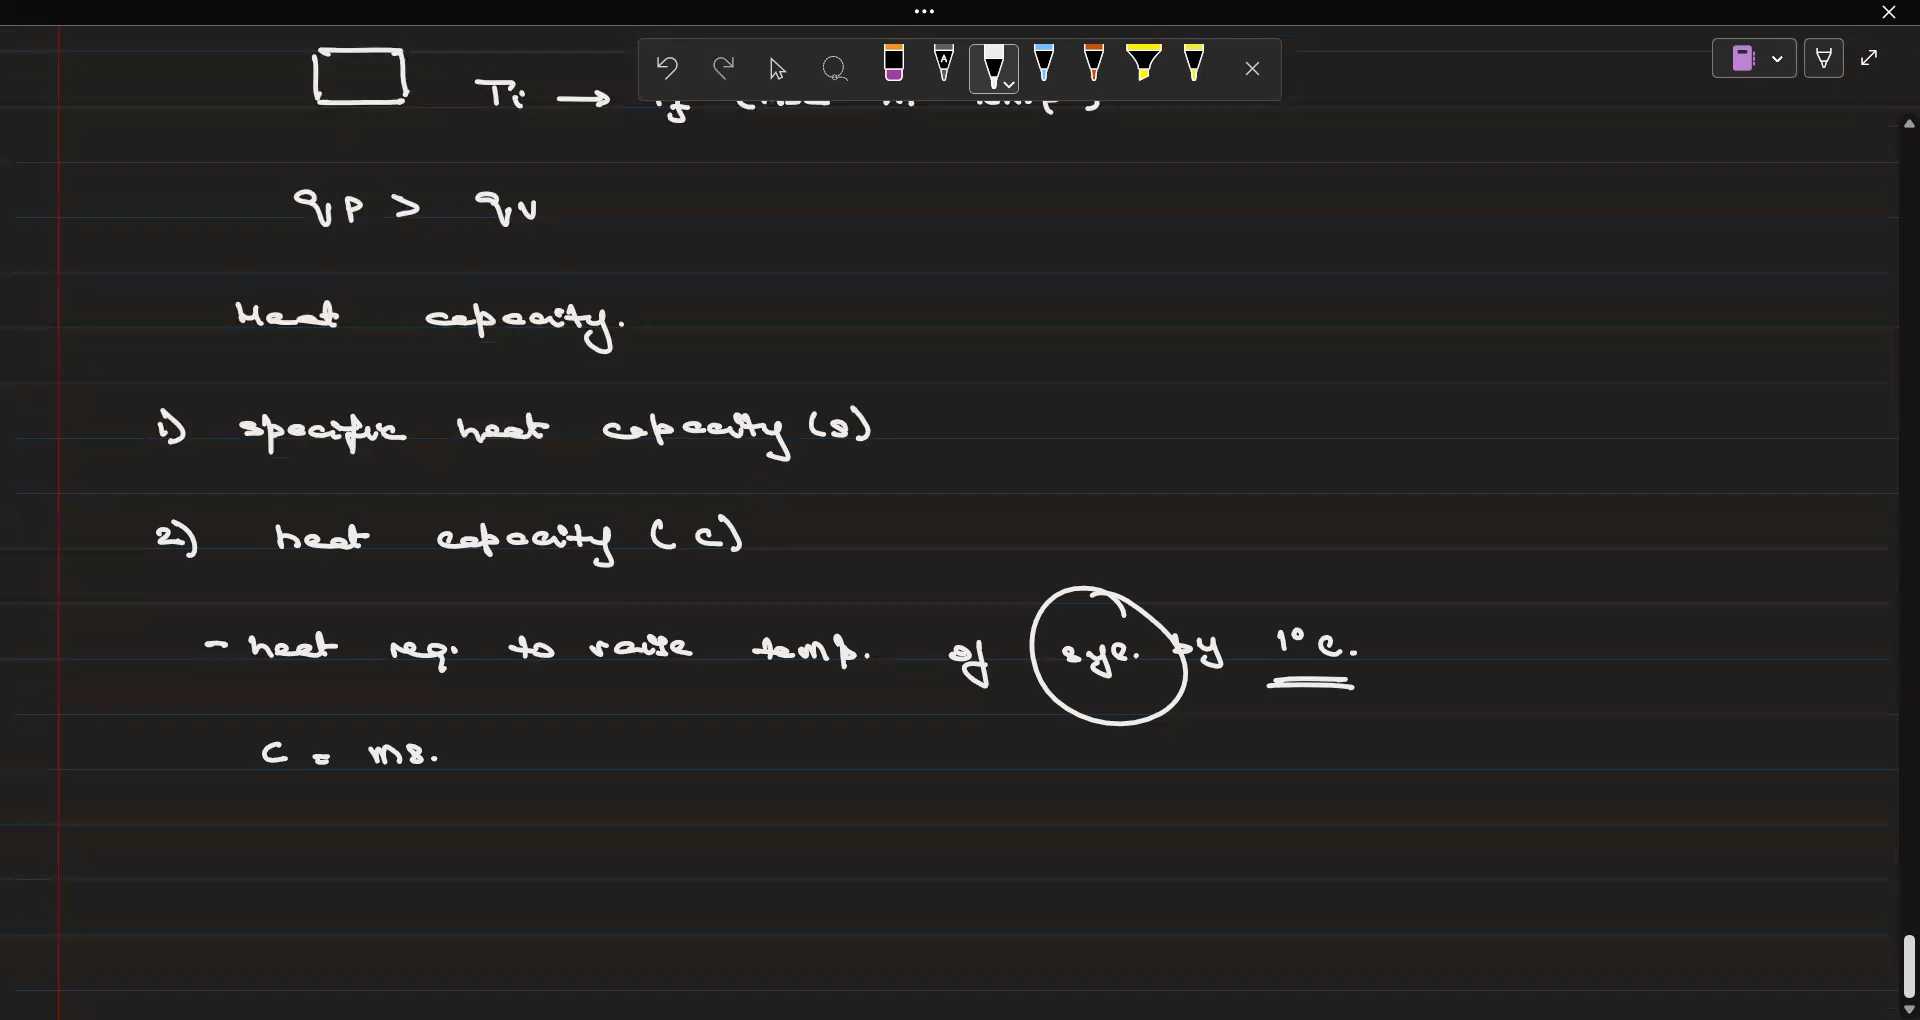 Ti →
qp > qv
Heat capacity.
1) specific heat capacity (s)
2) heat capacity (C)
- heat req. to raise temp. of sys. by 1°C.
C = ms.